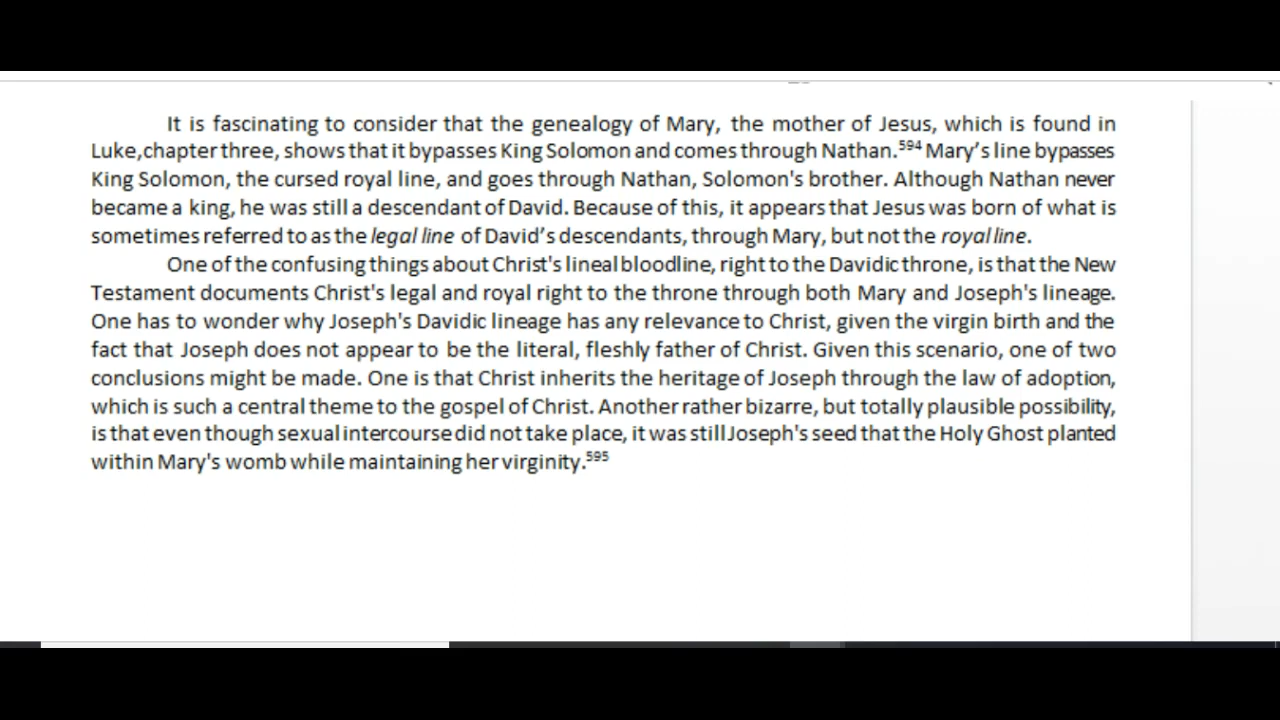 It is fascinating to consider that the genealogy of Mary, the mother of Jesus, which is found in
Luke,chapter three, shows that it bypasses King Solomon and comes through Nathan.594 Mary’s line bypasses
King Solomon, the cursed royal line, and goes through Nathan, Solomon's brother. Although Nathan never
became a king, he was still a descendant of David. Because of this, it appears that Jesus was born of what is
sometimes referred to as the legal line of David’s descendants, through Mary, but not the royal line.
One of the confusing things about Christ's lineal bloodline, right to the Davidic throne, is that the New
Testament documents Christ's legal and royal right to the throne through both Mary and Joseph's lineage.
One has to wonder why Joseph's Davidic lineage has any relevance to Christ, given the virgin birth and the
fact that Joseph does not appear to be the literal, fleshly father of Christ. Given this scenario, one of two
conclusions might be made. One is that Christ inherits the heritage of Joseph through the law of adoption,
which is such a central theme to the gospel of Christ. Another rather bizarre, but totally plausible possibility,
is that even though sexual intercourse did not take place, it was still Joseph's seed that the Holy Ghost planted
within Mary's womb while maintaining her virginity.595